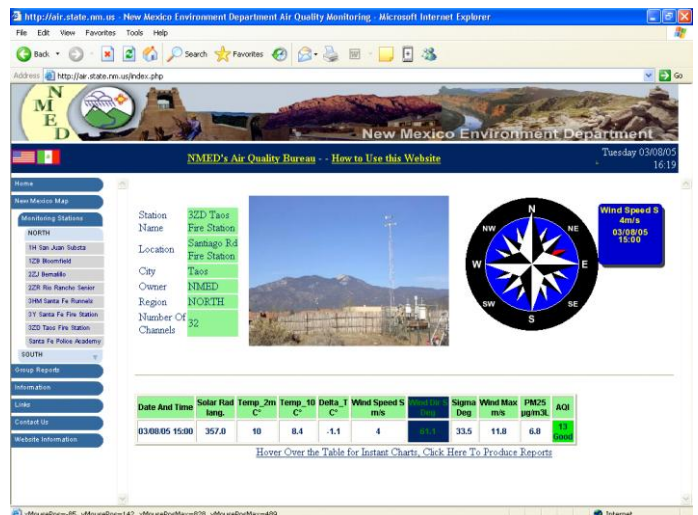 http://air.state.nm.us - New Mexico Environment Department Air Quality Monitoring - Microsoft Internet Explorer
File Edit View Favorites Tools Help
Back Search Favorites
Address http://air.state.nm.us/index.php Go
N
M
E
D
New Mexico Environment Department
NMED's Air Quality Bureau - - How to Use this Website
Tuesday 03/08/05
16:19
Home
New Mexico Map
Monitoring Stations
NORTH
1H San Juan Substa
1ZB Bloomfield
2ZJ Bernalillo
2ZR Rio Rancho Senior
3HM Santa Fe Runnels
3Y Santa Fe Fire Station
3ZD Taos Fire Station
Santa Fe Police Academy
SOUTH
Group Reports
Information
Links
Contact Us
Website Information
Station Name 3ZD Taos Fire Station
Location Santiago Rd Fire Station
City Taos
Owner NMED
Region NORTH
Number Of Channels 32
N
NW NE
W E
SW SE
S
Wind Speed S
4m/s
03/08/05
15:00
Date And Time Solar Rad lang. Temp_2m C° Temp_10 C° Delta_T C° Wind Speed S m/s Wind Dir S Deg Sigma Deg Wind Max m/s PM25 µg/m3L AQI
03/08/05 15:00 357.0 10 8.4 -1.1 4 61.1 33.5 11.8 6.8 13 Good
Hover Over the Table for Instant Charts, Click Here To Produce Reports
xMousePos=-85, yMousePos=142, xMousePosMax=828, yMousePosMax=489
Internet